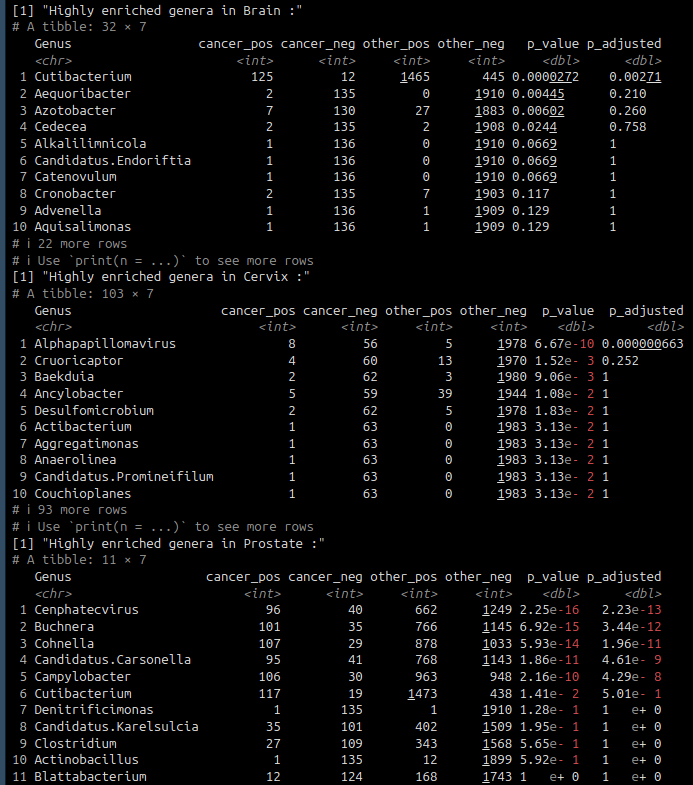 [1] "Highly enriched genera in Brain :"
# A tibble: 32 × 7
   Genus                cancer_pos cancer_neg other_pos other_neg  p_value p_adjusted
   <chr>                     <int>      <int>     <int>     <int>    <dbl>      <dbl>
 1 Cutibacterium               125         12      1465       445 0.0000272    0.00271
 2 Aequoribacter                 2        135         0      1910 0.00445      0.210
 3 Azotobacter                   7        130        27      1883 0.00602      0.260
 4 Cedecea                       2        135         2      1908 0.0244       0.758
 5 Alkalilimnicola               1        136         0      1910 0.0669       1
 6 Candidatus.Endoriftia         1        136         0      1910 0.0669       1
 7 Catenovulum                   1        136         0      1910 0.0669       1
 8 Cronobacter                   2        135         7      1903 0.117        1
 9 Advenella                     1        136         1      1909 0.129        1
10 Aquisalimonas                 1        136         1      1909 0.129        1
# ℹ 22 more rows
# ℹ Use `print(n = ...)` to see more rows
[1] "Highly enriched genera in Cervix :"
# A tibble: 103 × 7
   Genus                   cancer_pos cancer_neg other_pos other_neg  p_value  p_adjusted
   <chr>                        <int>      <int>     <int>     <int>    <dbl>       <dbl>
 1 Alphapapillomavirus              8         56         5      1978 6.67e-10 0.000000663
 2 Cruoricaptor                     4         60        13      1970 1.52e- 3 0.252
 3 Baekduia                         2         62         3      1980 9.06e- 3 1
 4 Ancylobacter                     5         59        39      1944 1.08e- 2 1
 5 Desulfomicrobium                 2         62         5      1978 1.83e- 2 1
 6 Actibacterium                    1         63         0      1983 3.13e- 2 1
 7 Aggregatimonas                   1         63         0      1983 3.13e- 2 1
 8 Anaerolinea                      1         63         0      1983 3.13e- 2 1
 9 Candidatus.Promineifilum         1         63         0      1983 3.13e- 2 1
10 Couchioplanes                    1         63         0      1983 3.13e- 2 1
# ℹ 93 more rows
# ℹ Use `print(n = ...)` to see more rows
[1] "Highly enriched genera in Prostate :"
# A tibble: 11 × 7
   Genus                 cancer_pos cancer_neg other_pos other_neg  p_value p_adjusted
   <chr>                      <int>      <int>     <int>     <int>    <dbl>      <dbl>
 1 Cenphatecvirus                96         40       662      1249 2.25e-16   2.23e-13
 2 Buchnera                     101         35       766      1145 6.92e-15   3.44e-12
 3 Cohnella                     107         29       878      1033 5.93e-14   1.96e-11
 4 Candidatus.Carsonella         95         41       768      1143 1.86e-11   4.61e- 9
 5 Campylobacter                106         30       963       948 2.16e-10   4.29e- 8
 6 Cutibacterium                117         19      1473       438 1.41e- 2   5.01e- 1
 7 Denitrificimonas               1        135         1      1910 1.28e- 1   1   e+ 0
 8 Candidatus.Karelsulcia        35        101       402      1509 1.95e- 1   1   e+ 0
 9 Clostridium                   27        109       343      1568 5.65e- 1   1   e+ 0
10 Actinobacillus                 1        135        12      1899 5.92e- 1   1   e+ 0
11 Blattabacterium               12        124       168      1743 1   e+ 0   1   e+ 0